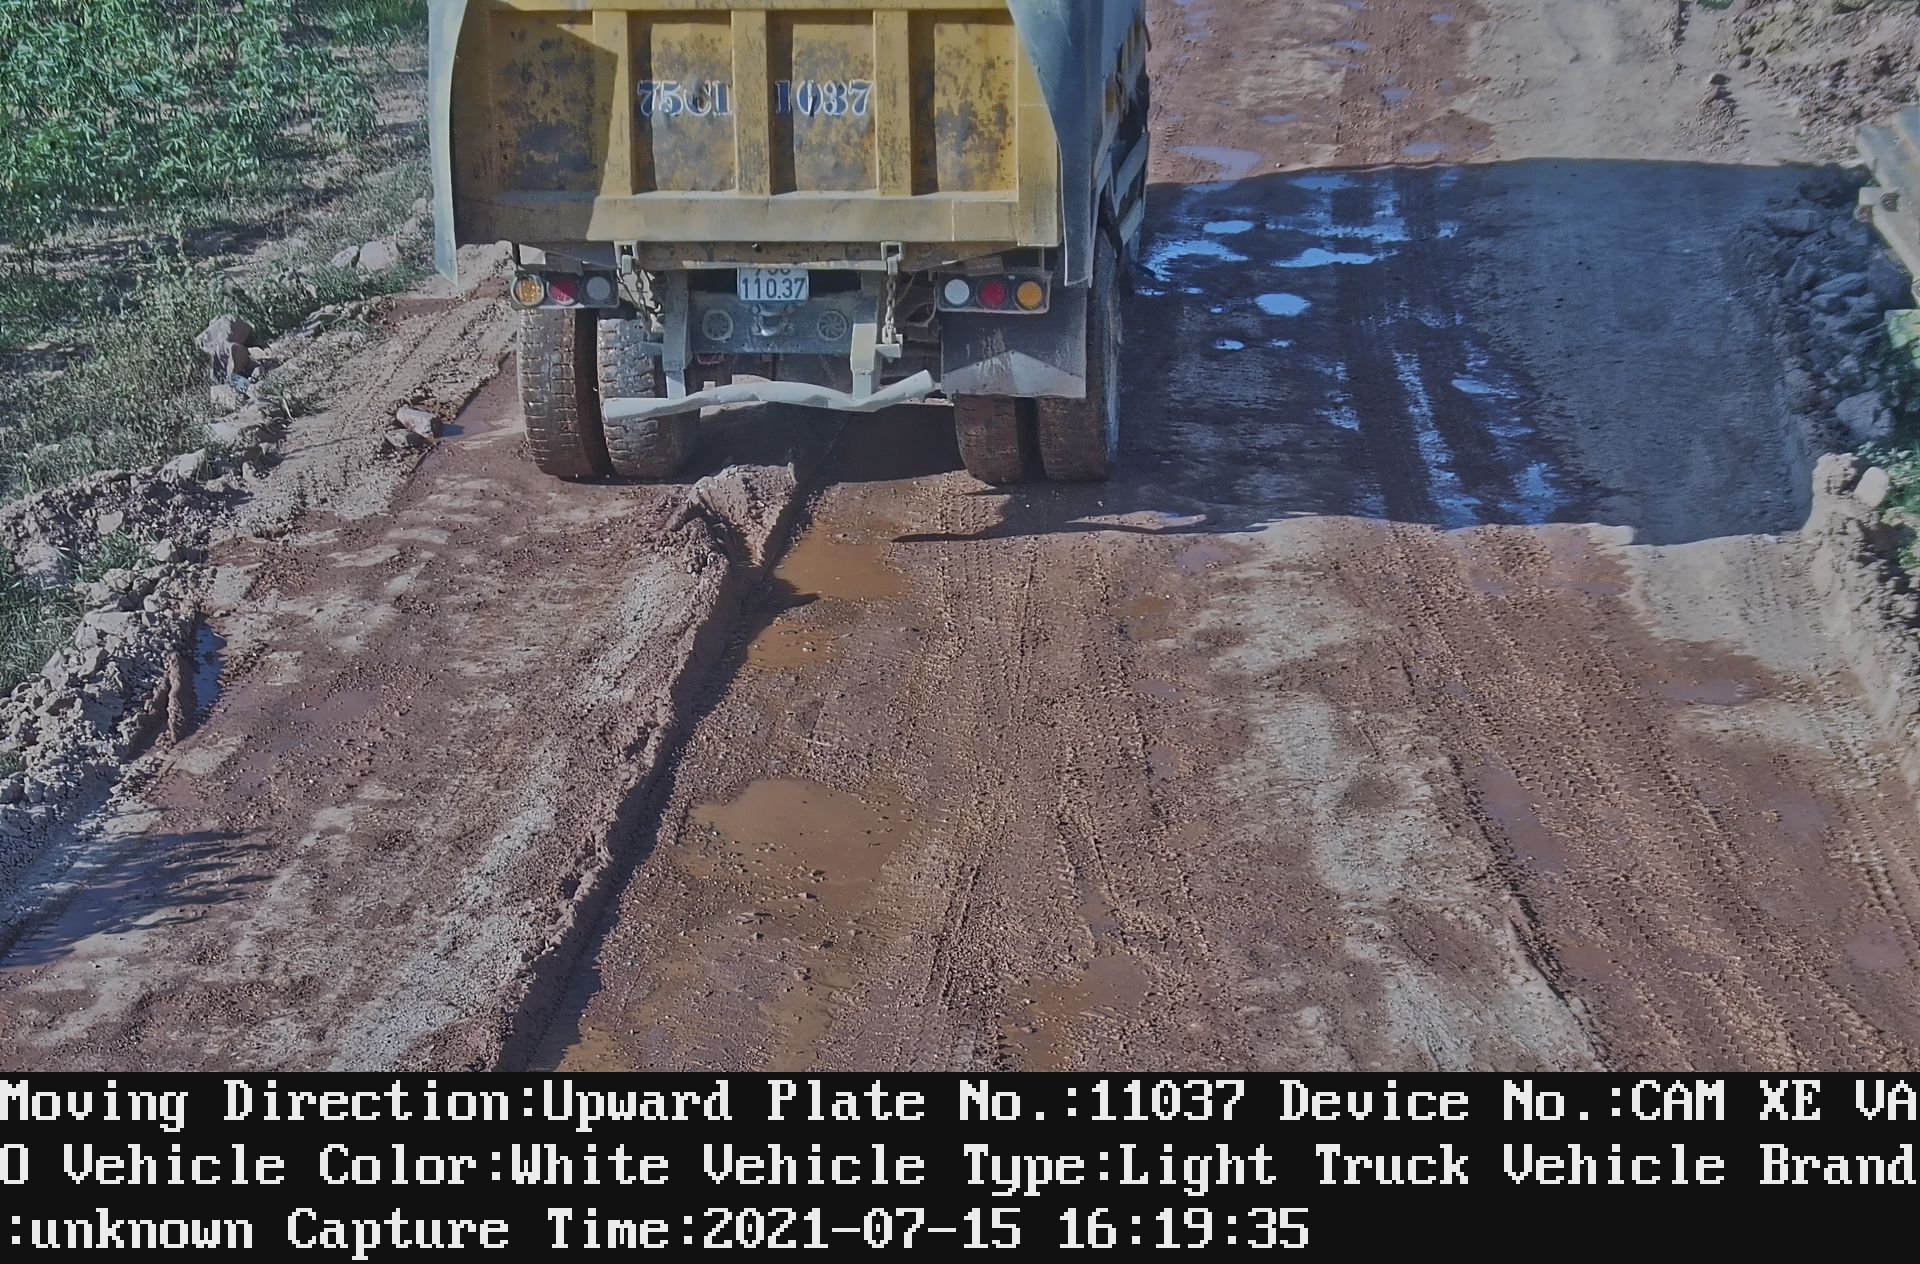 75C1 1037
110.37
Moving Direction:Upward Plate No.:11037 Device No.:CAM XE VA
O Vehicle Color:White Vehicle Type:Light Truck Vehicle Brand
:unknown Capture Time:2021-07-15 16:19:35